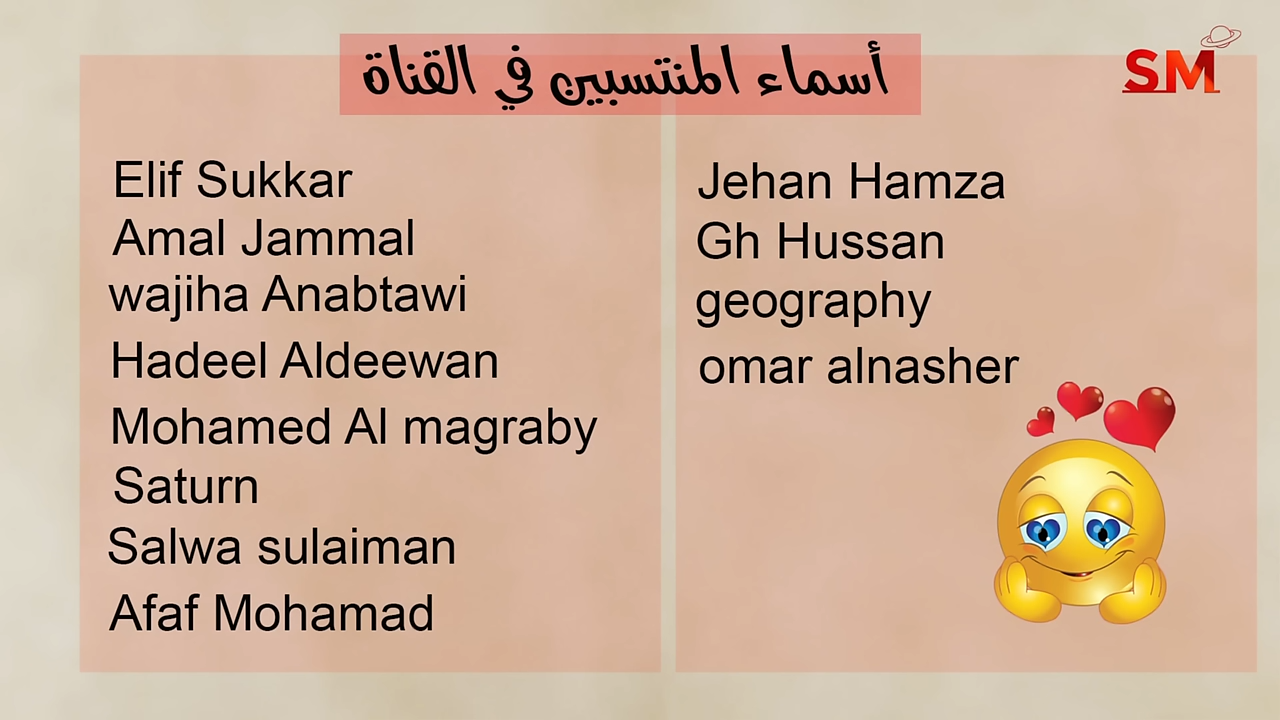 أسماء المنتسبين في القناة
SM
Elif Sukkar
Amal Jammal
wajiha Anabtawi
Hadeel Aldeewan
Mohamed Al magraby
Saturn
Salwa sulaiman
Afaf Mohamad
Jehan Hamza
Gh Hussan
geography
omar alnasher